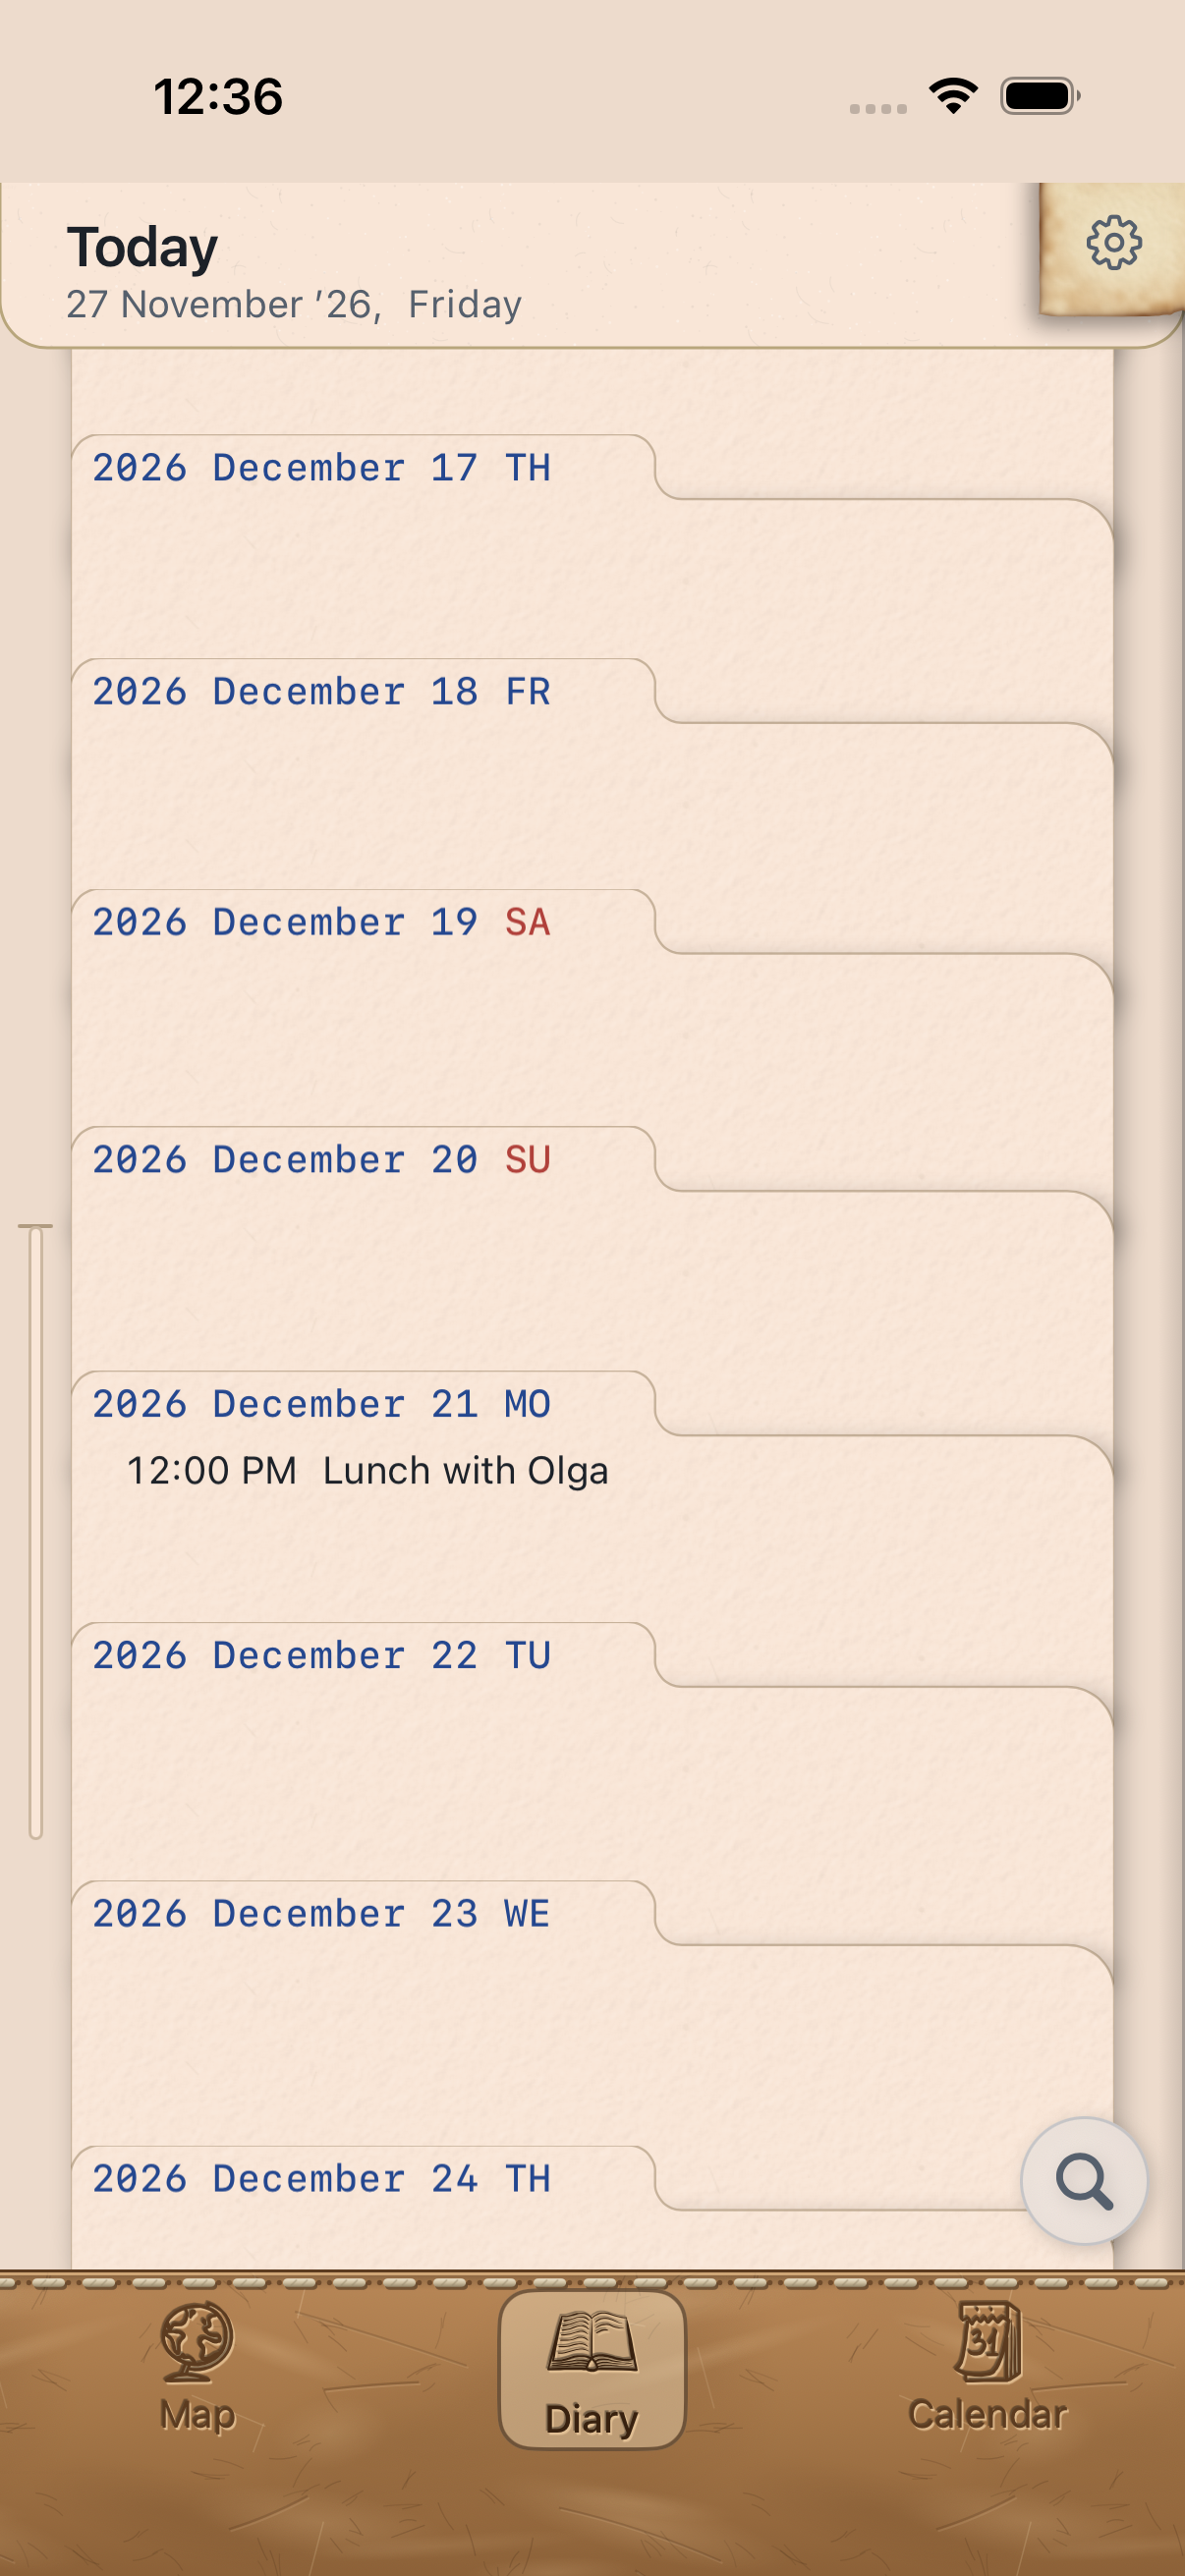 12:36
Today
27 November ’26, Friday
2026 December 17 TH
2026 December 18 FR
2026 December 19 SA
2026 December 20 SU
2026 December 21 MO
12:00 PM Lunch with Olga
2026 December 22 TU
2026 December 23 WE
2026 December 24 TH
31
Map
Diary
Calendar